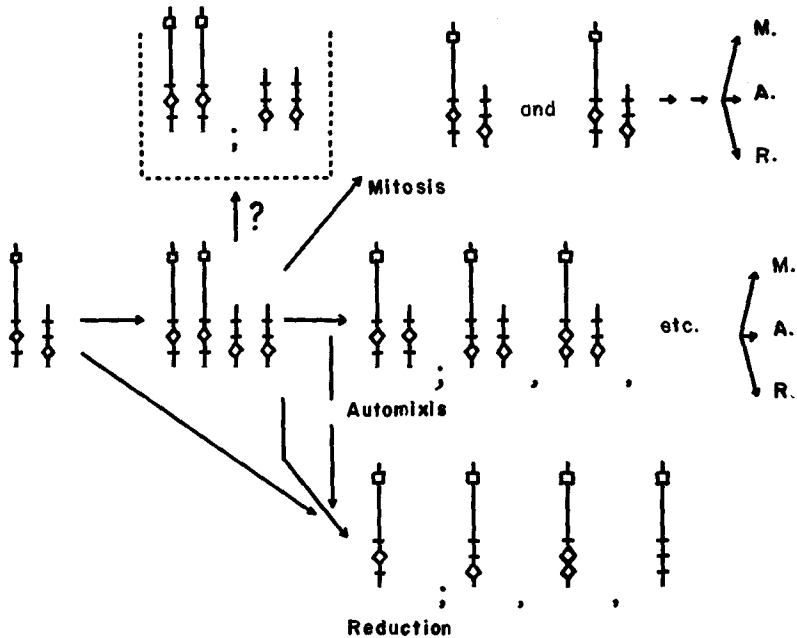 M.
and
A.
R.
;
Mitosis
?
M.
etc.
A.
; , ,
R.
Automixis
; , ,
Reduction